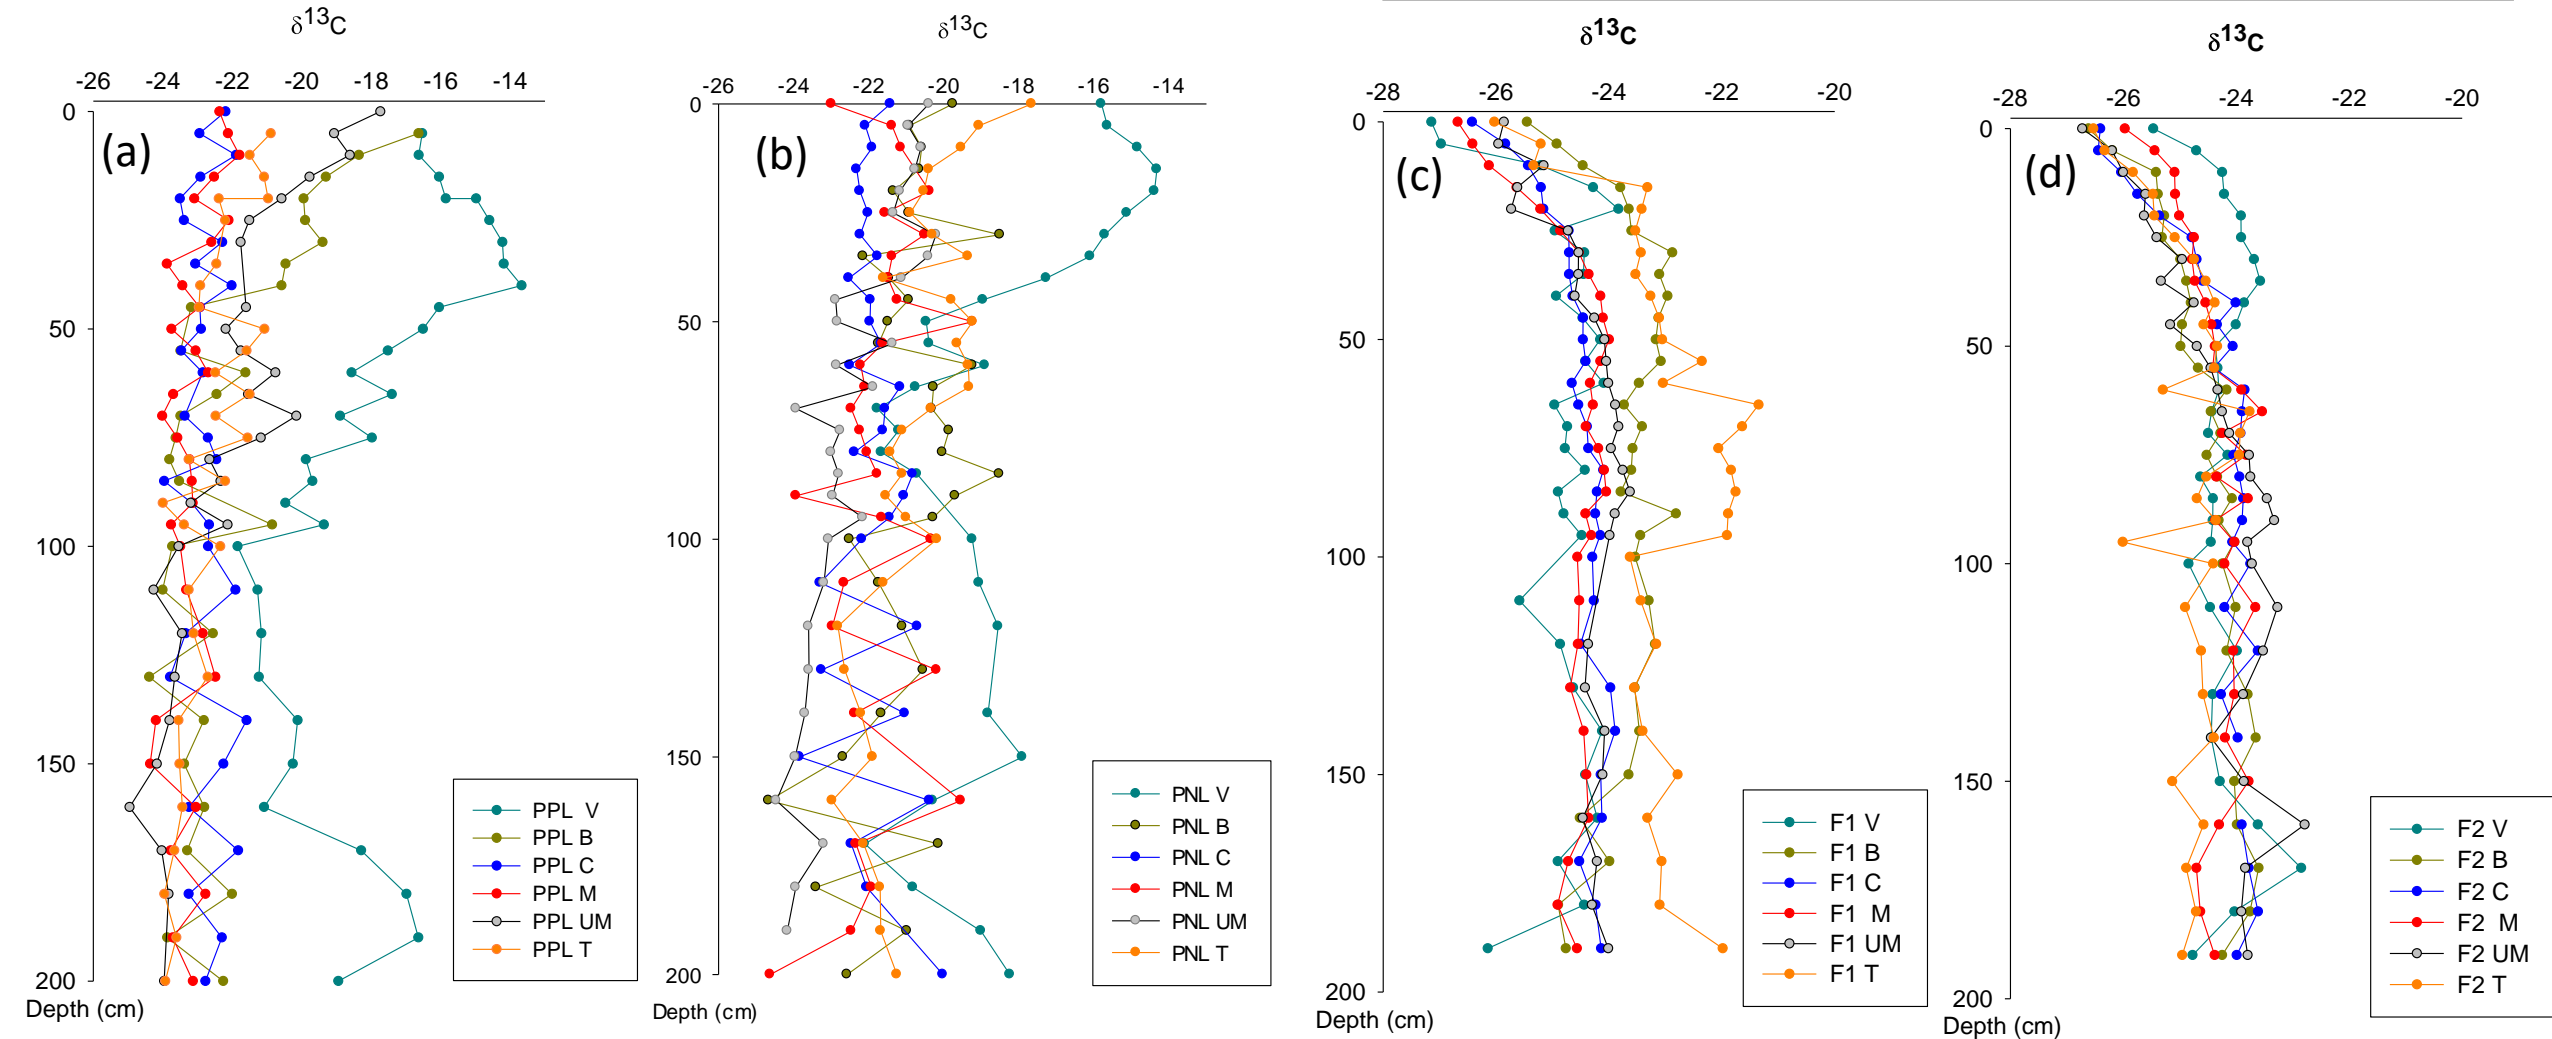 δ13C
-26 -24 -22 -20 -18 -16 -14
0
50
100
150
200
(a)
PPL V
PPL B
PPL C
PPL M
PPL UM
PPL T
Depth (cm)
δ13C
-26 -24 -22 -20 -18 -16 -14
0
50
100
150
200
(b)
PNL V
PNL B
PNL C
PNL M
PNL UM
PNL T
Depth (cm)
δ13C
-28 -26 -24 -22 -20
0
50
100
150
200
(c)
F1 V
F1 B
F1 C
F1 M
F1 UM
F1 T
Depth (cm)
δ13C
-28 -26 -24 -22 -20
0
50
100
150
200
(d)
F2 V
F2 B
F2 C
F2 M
F2 UM
F2 T
Depth (cm)